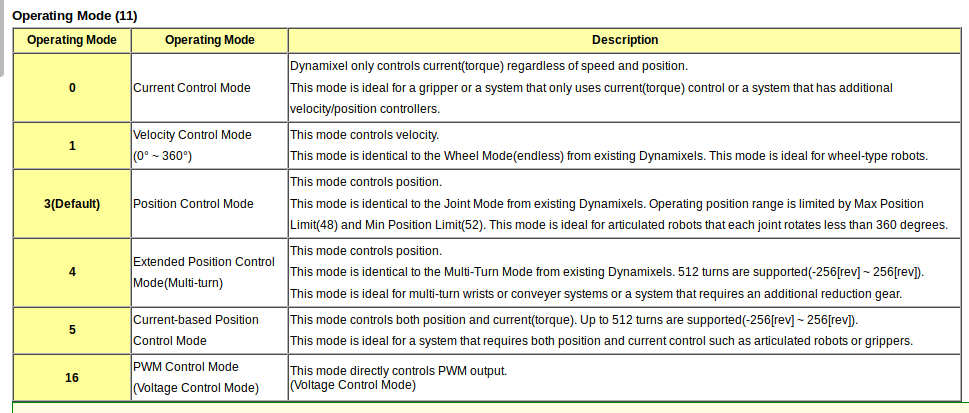 Operating Mode (11)
Operating Mode
Operating Mode
Description
0
Current Control Mode
Dynamixel only controls current(torque) regardless of speed and position.
This mode is ideal for a gripper or a system that only uses current(torque) control or a system that has additional
velocity/position controllers.
1
Velocity Control Mode
(0° ~ 360°)
This mode controls velocity.
This mode is identical to the Wheel Mode(endless) from existing Dynamixels. This mode is ideal for wheel-type robots.
3(Default)
Position Control Mode
This mode controls position.
This mode is identical to the Joint Mode from existing Dynamixels. Operating position range is limited by Max Position
Limit(48) and Min Position Limit(52). This mode is ideal for articulated robots that each joint rotates less than 360 degrees.
4
Extended Position Control
Mode(Multi-turn)
This mode controls position.
This mode is identical to the Multi-Turn Mode from existing Dynamixels. 512 turns are supported(-256[rev] ~ 256[rev]).
This mode is ideal for multi-turn wrists or conveyer systems or a system that requires an additional reduction gear.
5
Current-based Position
Control Mode
This mode controls both position and current(torque). Up to 512 turns are supported(-256[rev] ~ 256[rev]).
This mode is ideal for a system that requires both position and current control such as articulated robots or grippers.
16
PWM Control Mode
(Voltage Control Mode)
This mode directly controls PWM output.
(Voltage Control Mode)